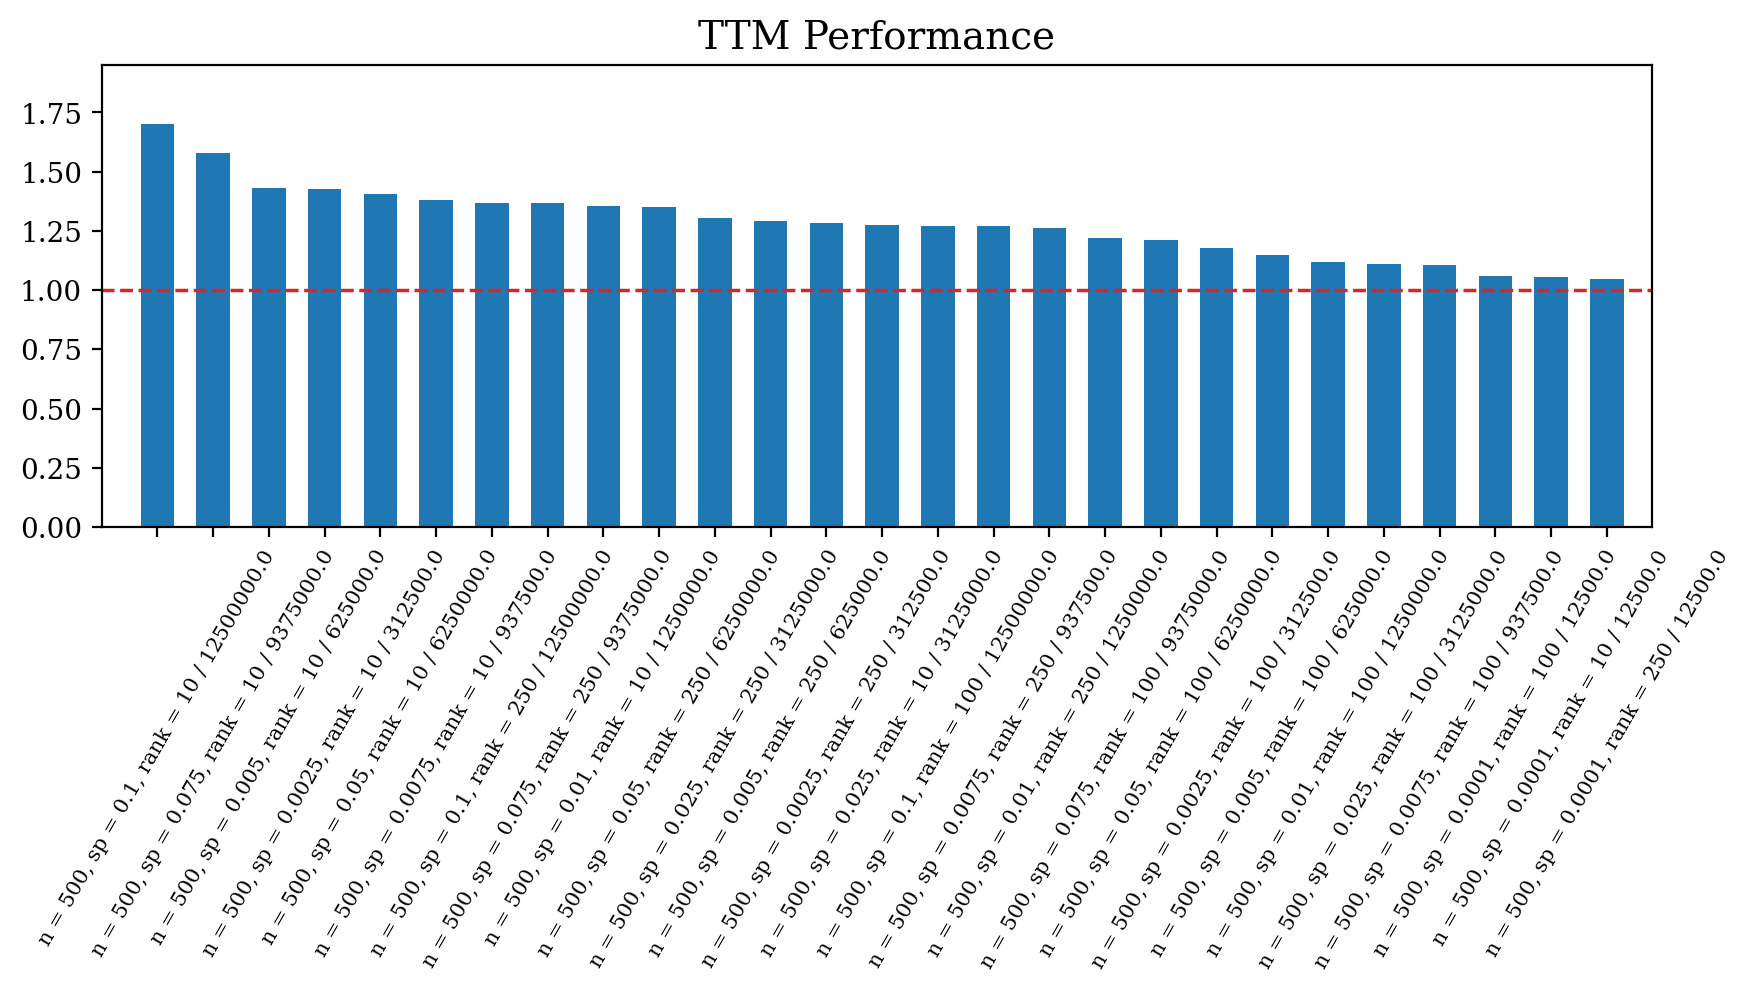 TTM Performance
1.75
1.50
1.25
1.00
0.75
0.50
0.25
0.00
n = 500, sp = 0.1, rank = 10 / 12500000.0
n = 500, sp = 0.075, rank = 10 / 9375000.0
n = 500, sp = 0.005, rank = 10 / 625000.0
n = 500, sp = 0.0025, rank = 10 / 312500.0
n = 500, sp = 0.05, rank = 10 / 6250000.0
n = 500, sp = 0.0075, rank = 10 / 937500.0
n = 500, sp = 0.1, rank = 250 / 12500000.0
n = 500, sp = 0.075, rank = 250 / 9375000.0
n = 500, sp = 0.01, rank = 10 / 1250000.0
n = 500, sp = 0.05, rank = 250 / 6250000.0
n = 500, sp = 0.025, rank = 250 / 3125000.0
n = 500, sp = 0.005, rank = 250 / 625000.0
n = 500, sp = 0.0025, rank = 250 / 312500.0
n = 500, sp = 0.025, rank = 10 / 3125000.0
n = 500, sp = 0.1, rank = 100 / 12500000.0
n = 500, sp = 0.0075, rank = 250 / 937500.0
n = 500, sp = 0.01, rank = 250 / 1250000.0
n = 500, sp = 0.075, rank = 100 / 9375000.0
n = 500, sp = 0.05, rank = 100 / 6250000.0
n = 500, sp = 0.0025, rank = 100 / 312500.0
n = 500, sp = 0.005, rank = 100 / 625000.0
n = 500, sp = 0.01, rank = 100 / 1250000.0
n = 500, sp = 0.025, rank = 100 / 3125000.0
n = 500, sp = 0.0075, rank = 100 / 937500.0
n = 500, sp = 0.0001, rank = 100 / 12500.0
n = 500, sp = 0.0001, rank = 10 / 12500.0
n = 500, sp = 0.0001, rank = 250 / 12500.0